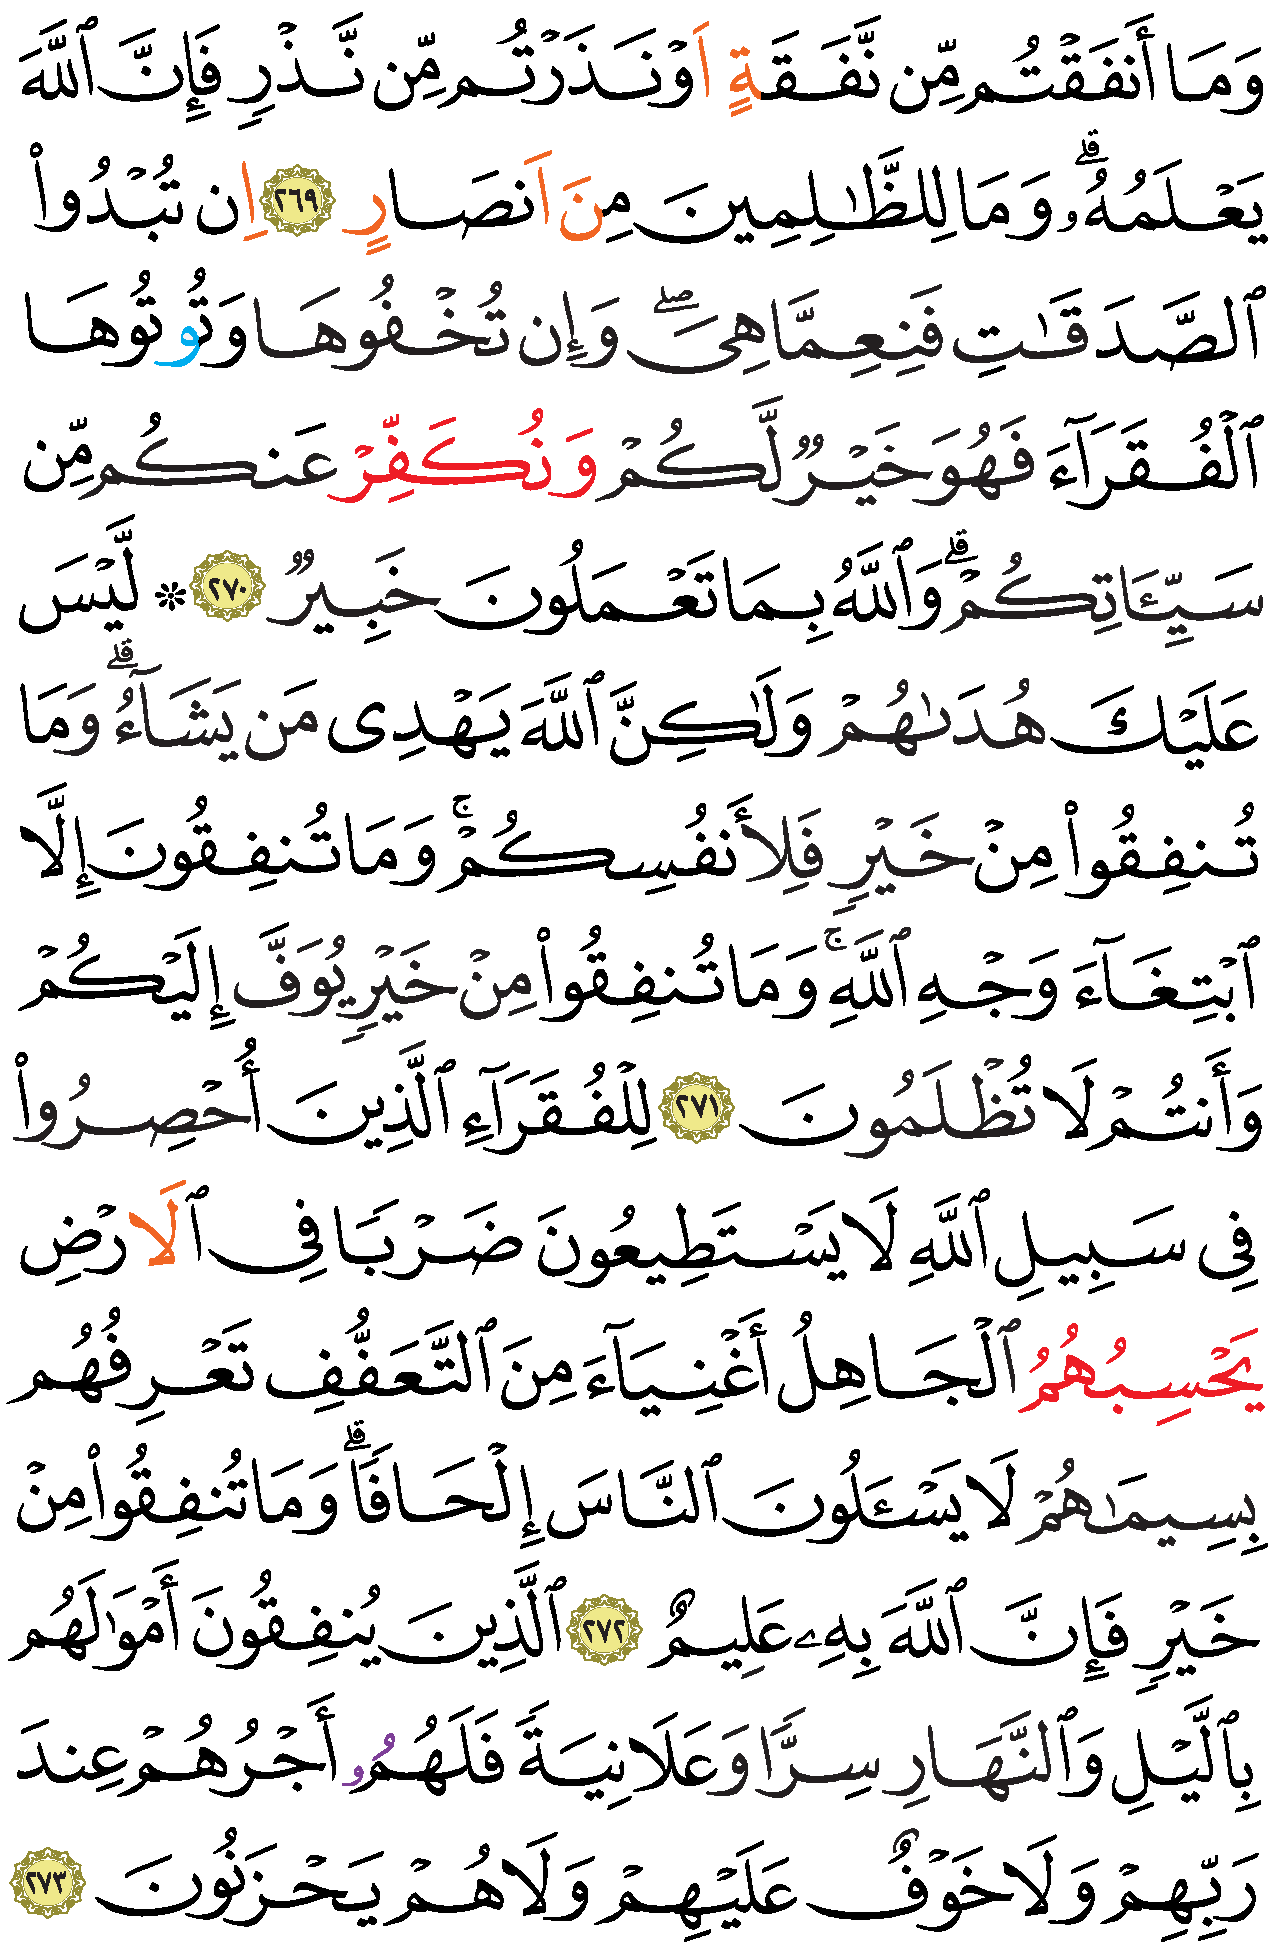 وَمَا أَنفَقْتُم مِّن نَّفَقَةٍ اَوْ نَذَرْتُم مِّن نَّذْرٍ فَإِنَّ ٱللَّهَ
يَعْلَمُهُۥۗ وَمَا لِلظَّـٰلِمِينَ مِنَ اَنصَارٍ ٢٦٩ اِن تُبْدُوا۟
ٱلصَّدَقَـٰتِ فَنِعِمَّا هِىَۖ وَإِن تُخْفُوهَا وَتُوتُوهَا
ٱلْفُقَرَآءَ فَهُوَ خَيْرٌ لَّكُمْ وَنُكَفِّرْ عَنكُم مِّن
سَيِّـَٔاتِكُمْۗ وَٱللَّهُ بِمَا تَعْمَلُونَ خَبِيرٌ ٢٧٠ * لَّيْسَ
عَلَيْكَ هُدَىٰهُمْ وَلَـٰكِنَّ ٱللَّهَ يَهْدِى مَن يَشَآءُۗ وَمَا
تُنفِقُوا۟ مِنْ خَيْرٍ فَلِأَنفُسِكُمْۚ وَمَا تُنفِقُونَ إِلَّا
ٱبْتِغَآءَ وَجْهِ ٱللَّهِۚ وَمَا تُنفِقُوا۟ مِنْ خَيْرٍ يُوَفَّ إِلَيْكُمْ
وَأَنتُمْ لَا تُظْلَمُونَ ٢٧١ لِلْفُقَرَآءِ ٱلَّذِينَ أُحْصِرُوا۟
فِى سَبِيلِ ٱللَّهِ لَا يَسْتَطِيعُونَ ضَرْبًا فِى ٱلَارْضِ
يَحْسِبُهُمُ ٱلْجَاهِلُ أَغْنِيَآءَ مِنَ ٱلتَّعَفُّفِ تَعْرِفُهُم
بِسِيمَـٰهُمْ لَا يَسْـَٔلُونَ ٱلنَّاسَ إِلْحَافًاۗ وَمَا تُنفِقُوا۟ مِنْ
خَيْرٍ فَإِنَّ ٱللَّهَ بِهِۦ عَلِيمٌ ٢٧٢ ٱلَّذِينَ يُنفِقُونَ أَمْوَٰلَهُم
بِٱلَّيْلِ وَٱلنَّهَارِ سِرًّا وَعَلَانِيَةً فَلَهُمُۥ أَجْرُهُمْ عِندَ
رَبِّهِمْ وَلَا خَوْفٌ عَلَيْهِمْ وَلَا هُمْ يَحْزَنُونَ ٢٧٣